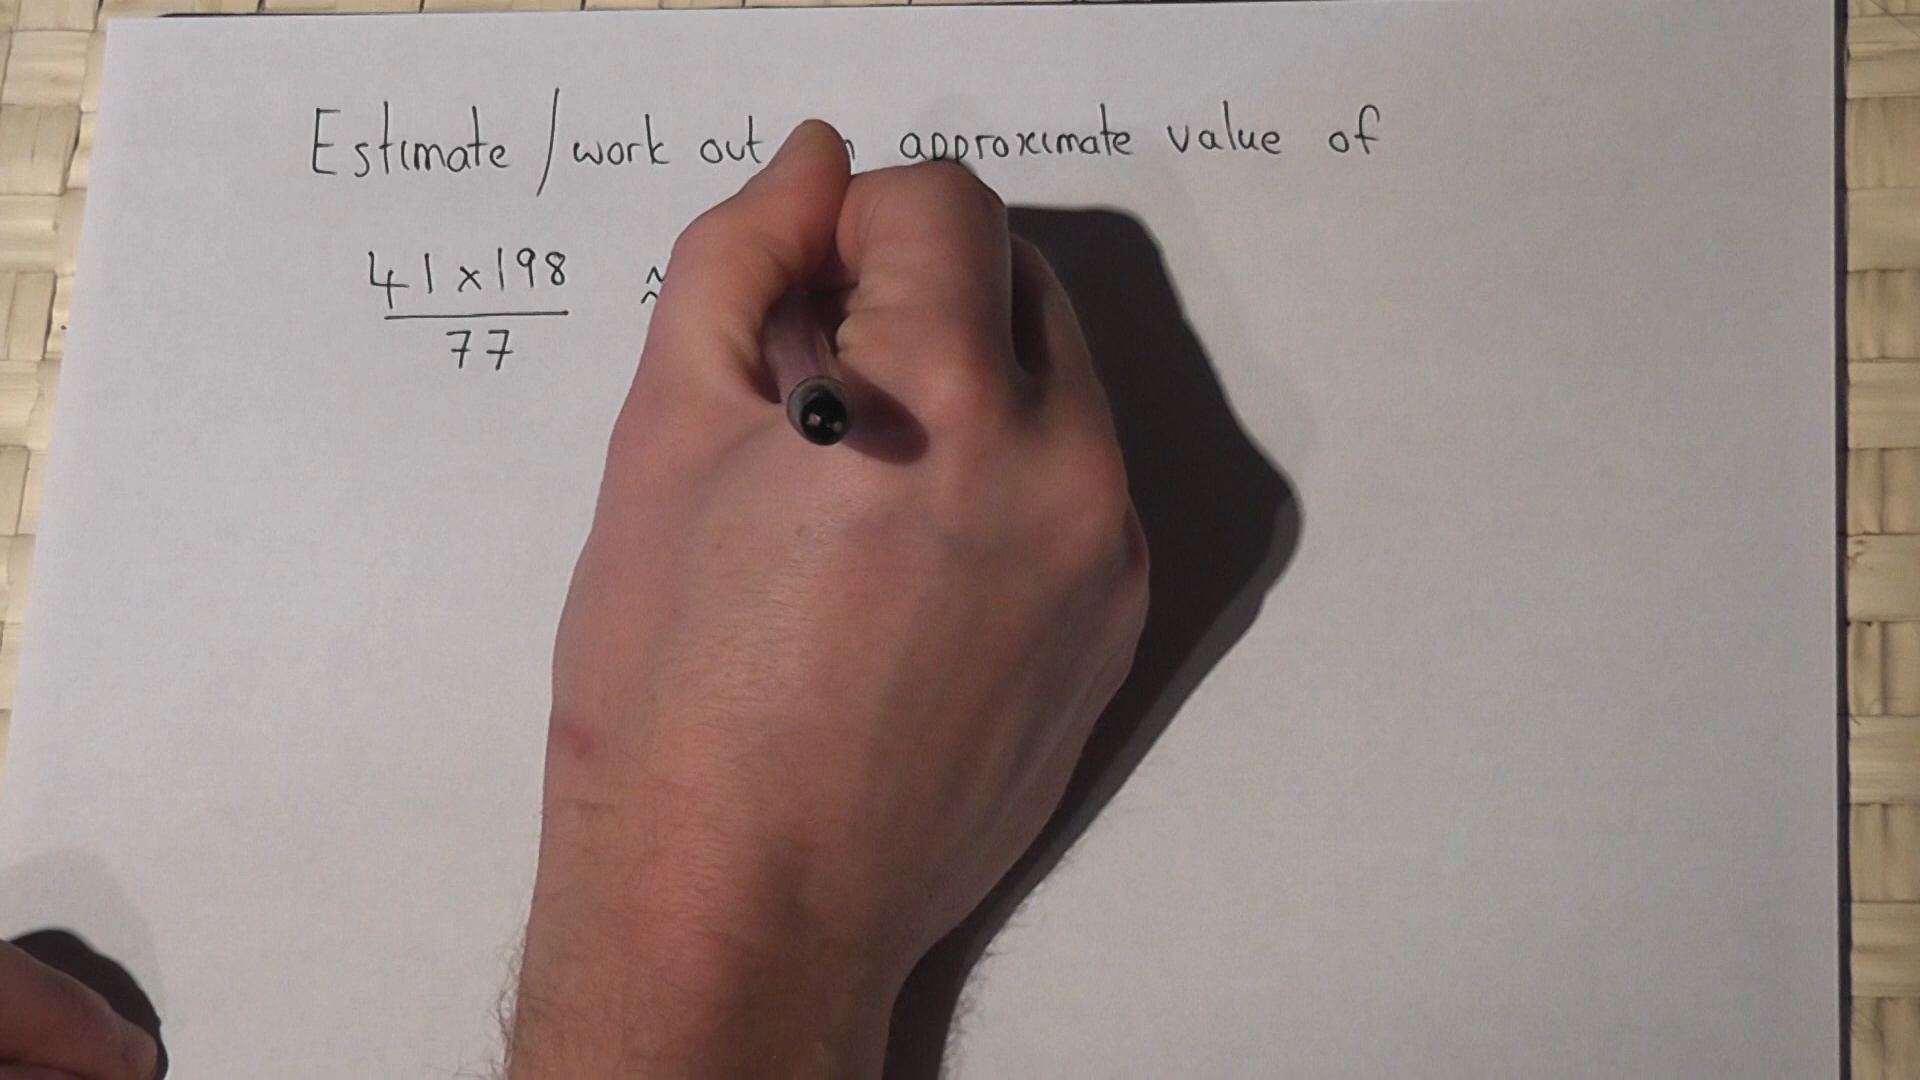 Estimate / work out approximate value of
41 x 198 ≈
77